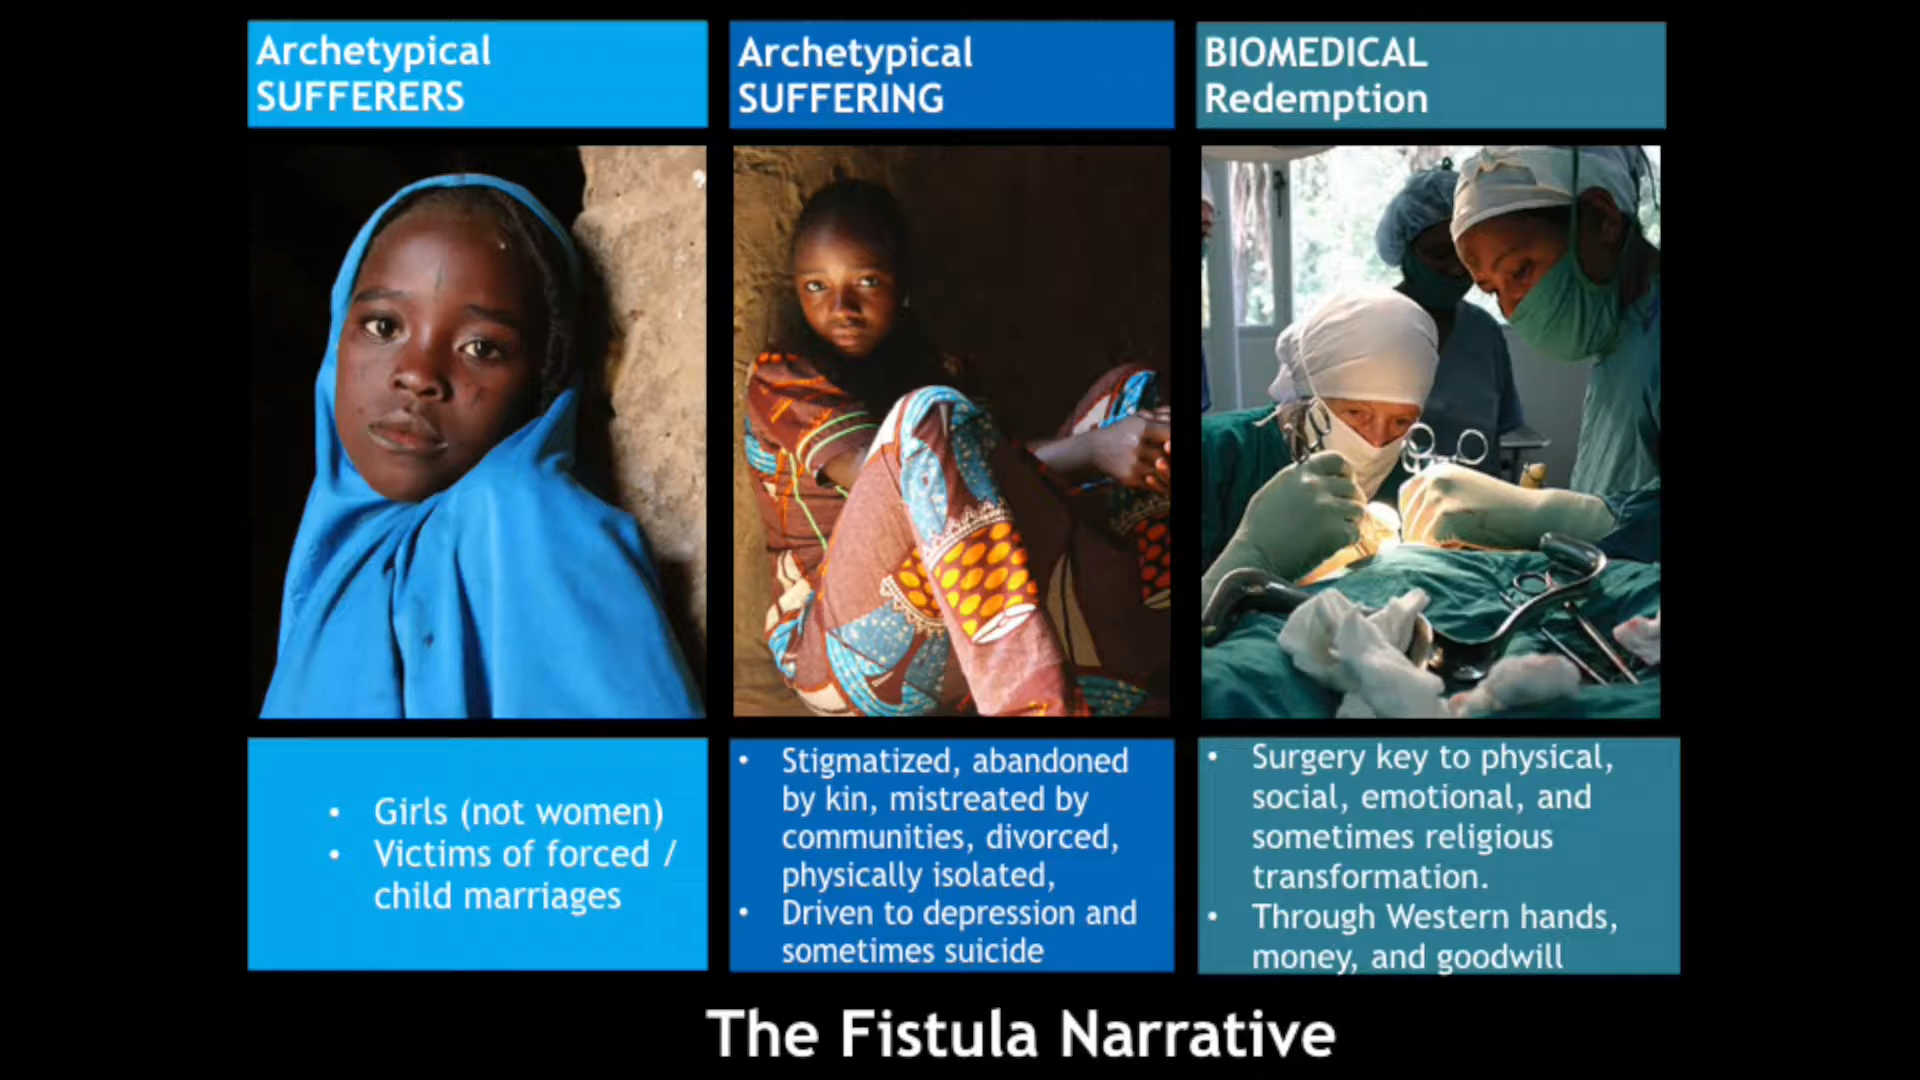 Archetypical
SUFFERERS
Archetypical
SUFFERING
BIOMEDICAL
Redemption
• Girls (not women)
• Victims of forced /
child marriages
• Stigmatized, abandoned
by kin, mistreated by
communities, divorced,
physically isolated,
• Driven to depression and
sometimes suicide
• Surgery key to physical,
social, emotional, and
sometimes religious
transformation.
• Through Western hands,
money, and goodwill
The Fistula Narrative